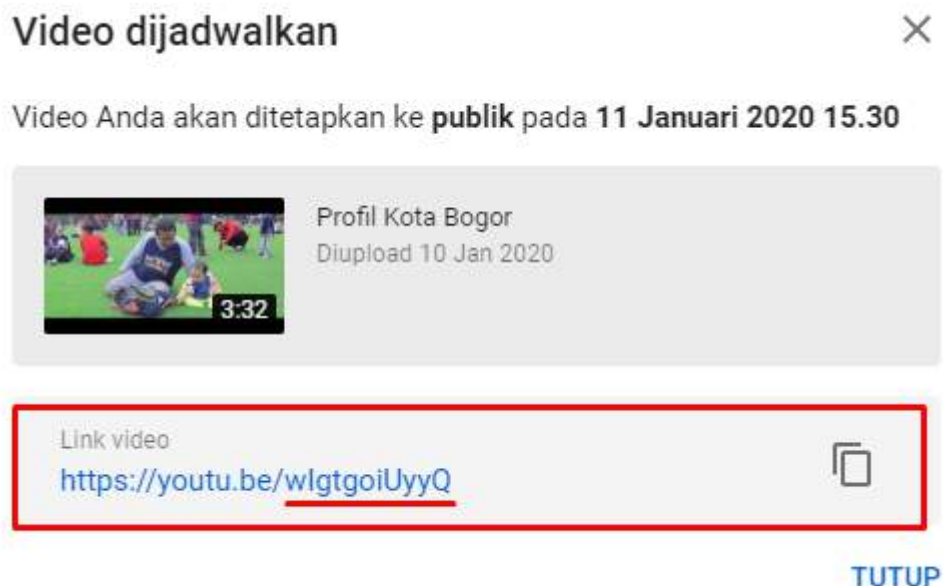 Video dijadwalkan
Video Anda akan ditetapkan ke publik pada 11 Januari 2020 15.30
Profil Kota Bogor
Diupload 10 Jan 2020
3:32
Link video
https://youtu.be/wIgtgoiUyyQ
TUTUP